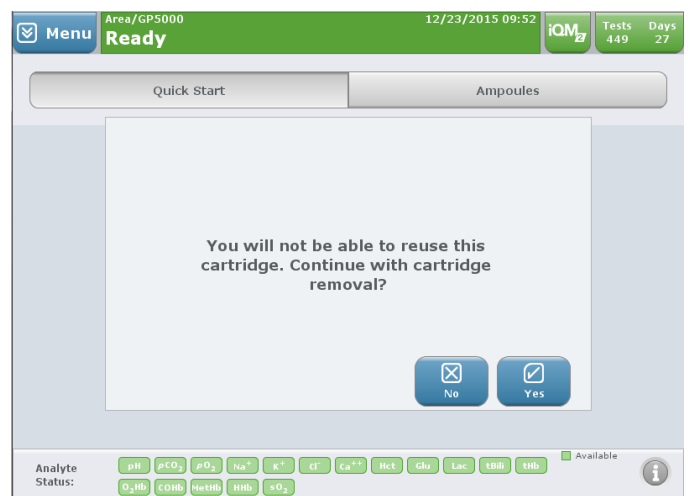 Menu
Area/GP5000 12/23/2015 09:52
Ready
iQM2
Tests Days
449 27
Quick Start
Ampoules
You will not be able to reuse this
cartridge. Continue with cartridge
removal?
No
Yes
Analyte
Status:
pH pCO₂ pO₂ Na⁺ K⁺ Cl⁻ Ca⁺⁺ Hct Glu Lac tBili tHb
O₂Hb COHb MetHb HHb sO₂
Available